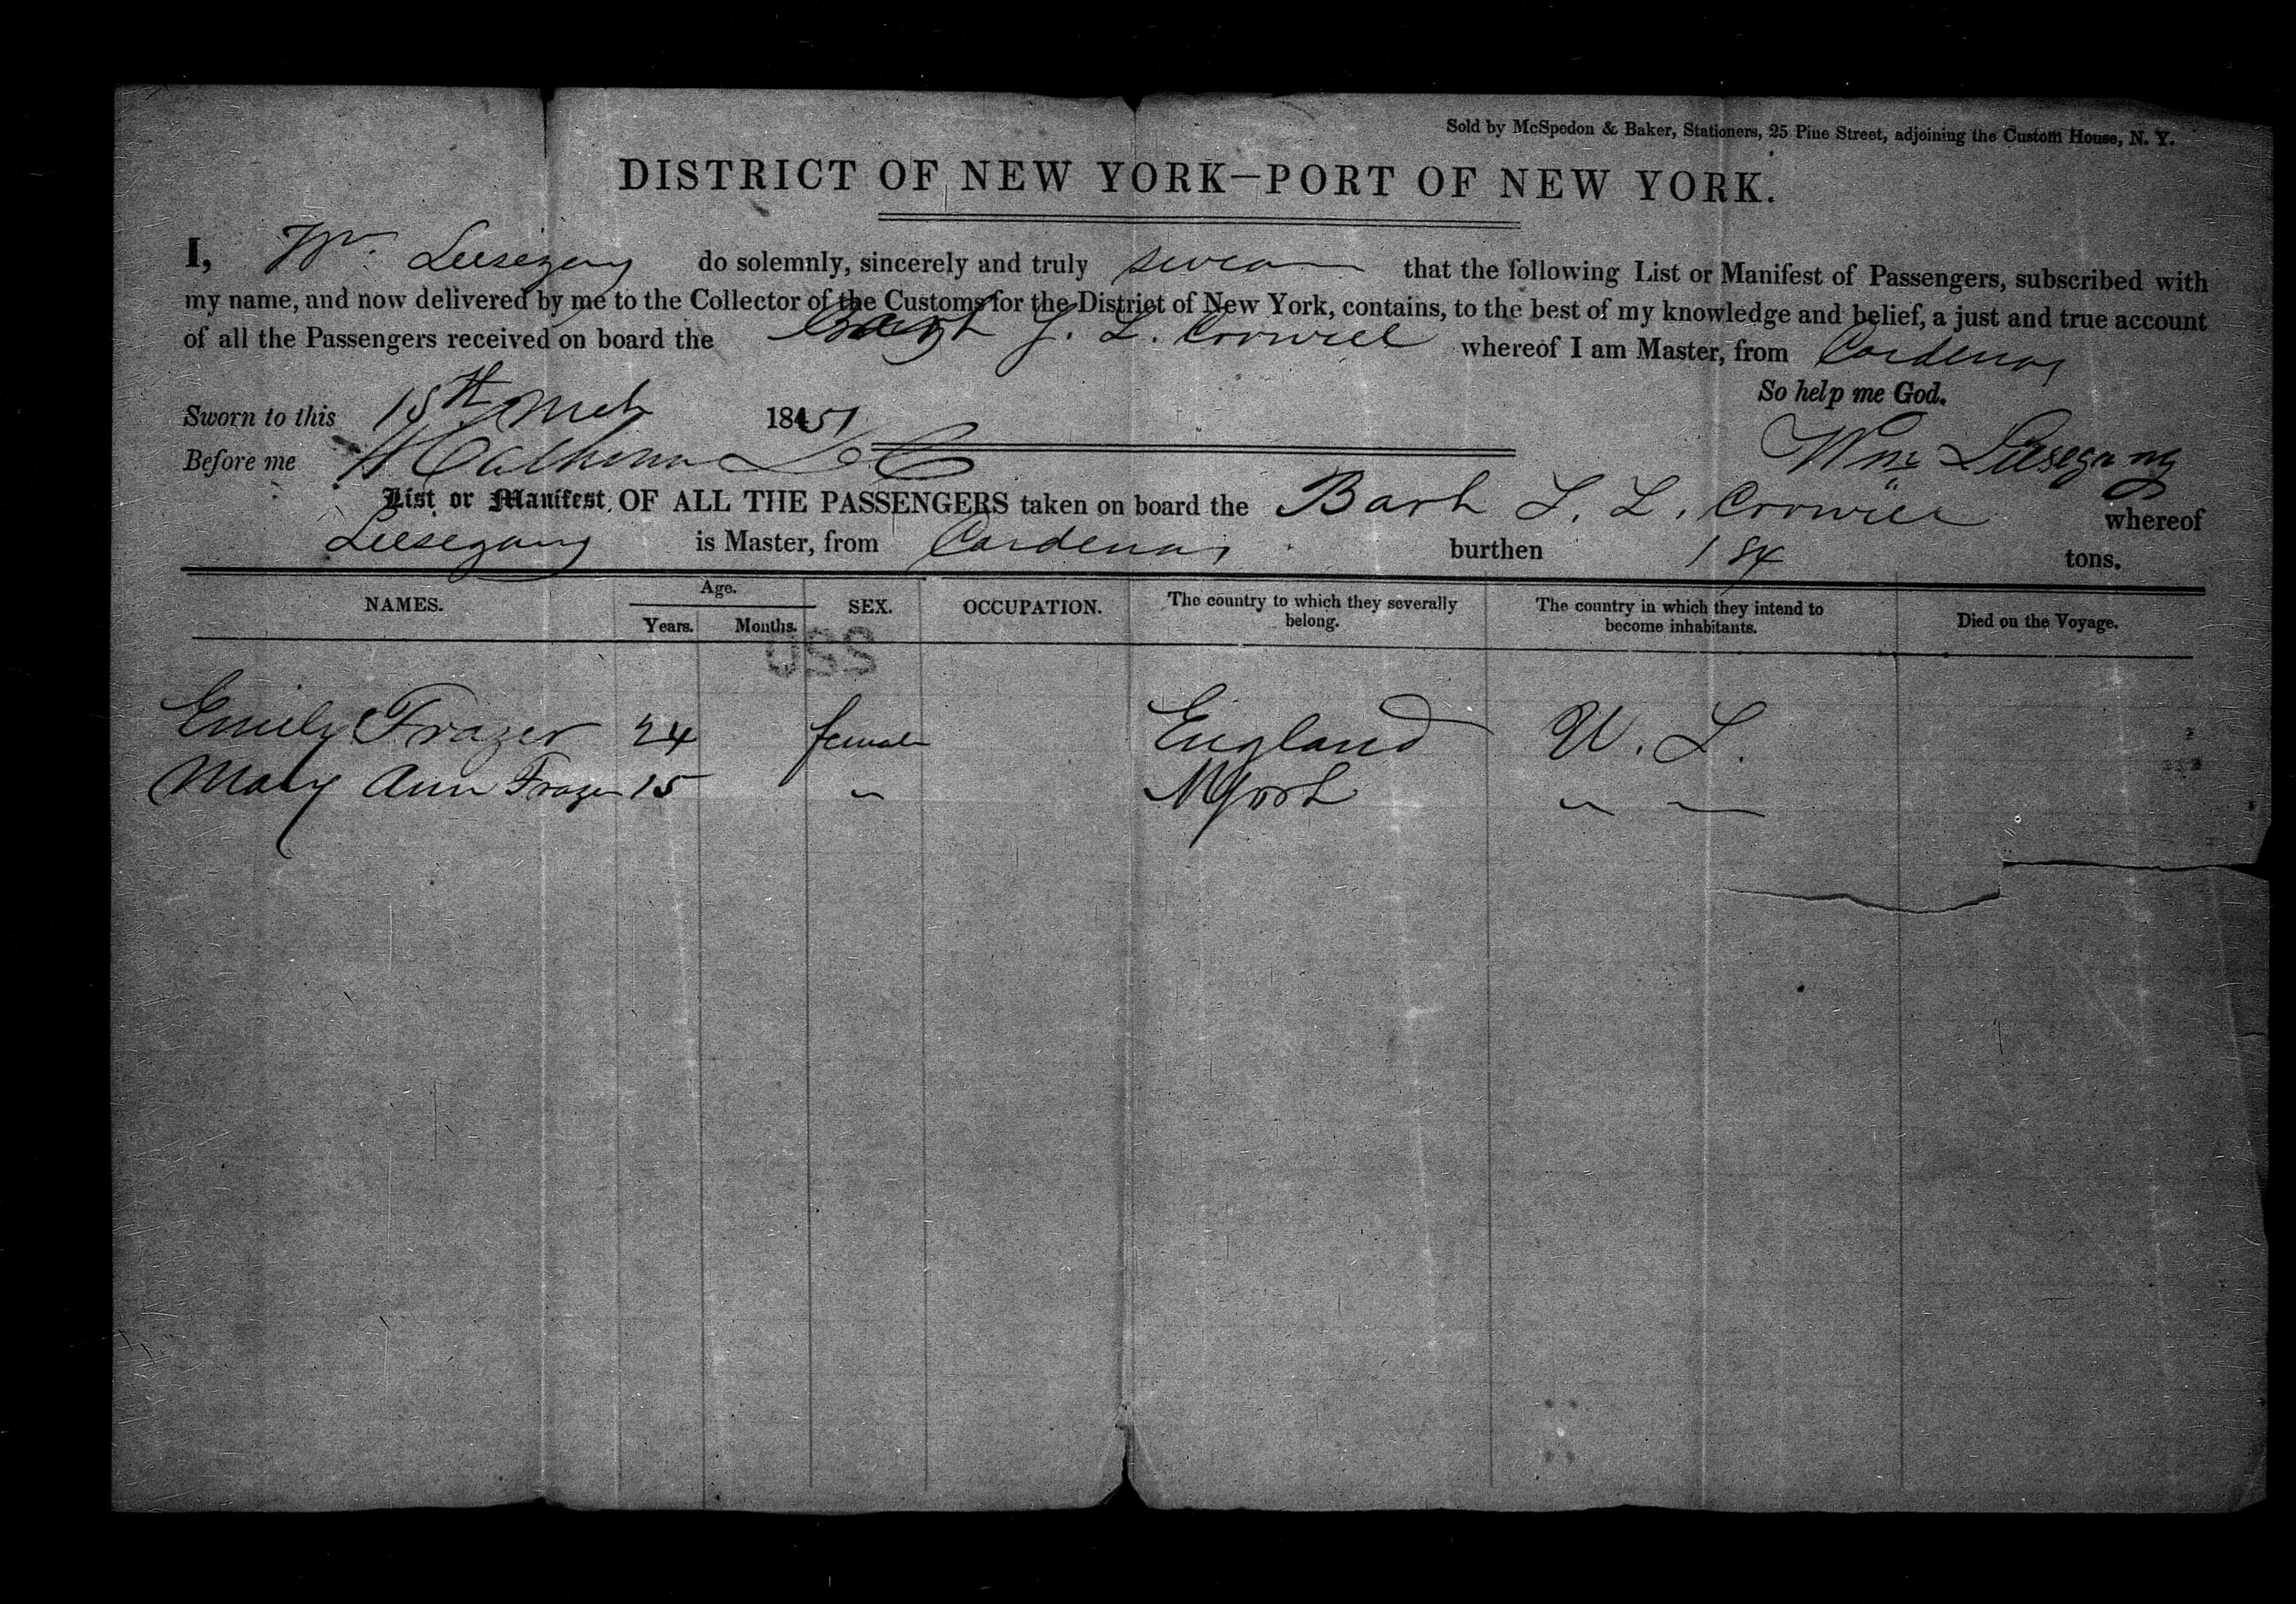 Sold by McSpedon & Baker, Stationers, 25 Pine Street, adjoining the Custom House, N. Y.
DISTRICT OF NEW YORK—PORT OF NEW YORK.
I, Wm Leesegang do solemnly, sincerely and truly swear that the following List or Manifest of Passengers, subscribed with
my name, and now delivered by me to the Collector of the Customs for the District of New York, contains, to the best of my knowledge and belief, a just and true account
of all the Passengers received on board the Bark whereof I am Master, from Cardenas
So help me God.
Sworn to this 15th Mch 1851
Before me Calhoun Wm Leesegang
List or Manifest OF ALL THE PASSENGERS taken on board the Bark whereof
Leesegang is Master, from Cardenas burthen 184 tons.
NAMES. Age. Years. Months. SEX. OCCUPATION. The country to which they severally belong. The country in which they intend to become inhabitants. Died on the Voyage.
Emily Frazer 24 female England U. S.
Mary Ann Frazer 15 " N York " "